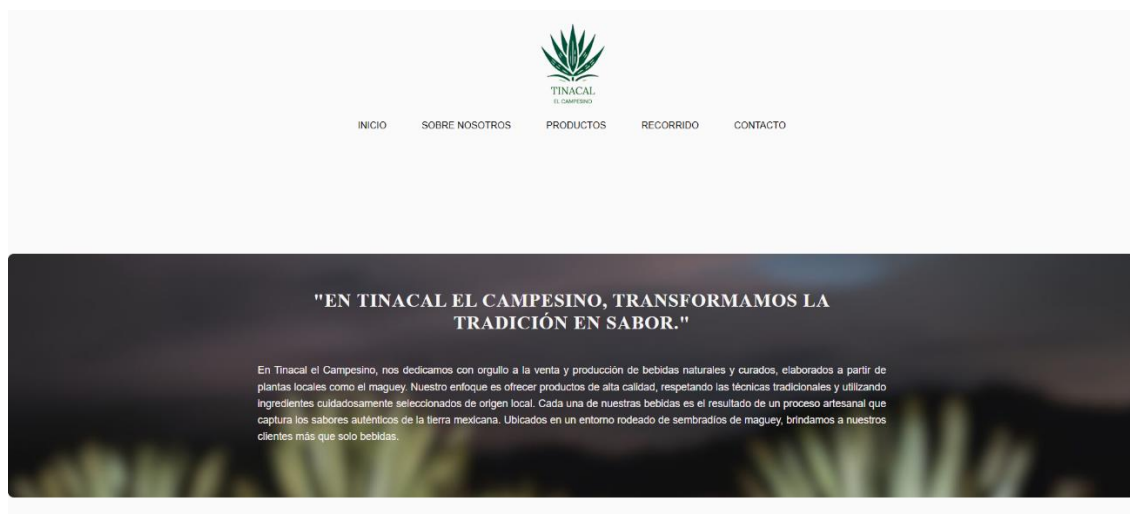 TINACAL
EL CAMPESINO
INICIO SOBRE NOSOTROS PRODUCTOS RECORRIDO CONTACTO
"EN TINACAL EL CAMPESINO, TRANSFORMAMOS LA
TRADICIÓN EN SABOR."
En Tinacal el Campesino, nos dedicamos con orgullo a la venta y producción de bebidas naturales y curados, elaborados a partir de
plantas locales como el maguey. Nuestro enfoque es ofrecer productos de alta calidad, respetando las técnicas tradicionales y utilizando
ingredientes cuidadosamente seleccionados de origen local. Cada una de nuestras bebidas es el resultado de un proceso artesanal que
captura los sabores auténticos de la tierra mexicana. Ubicados en un entorno rodeado de sembradíos de maguey, brindamos a nuestros
clientes más que solo bebidas.